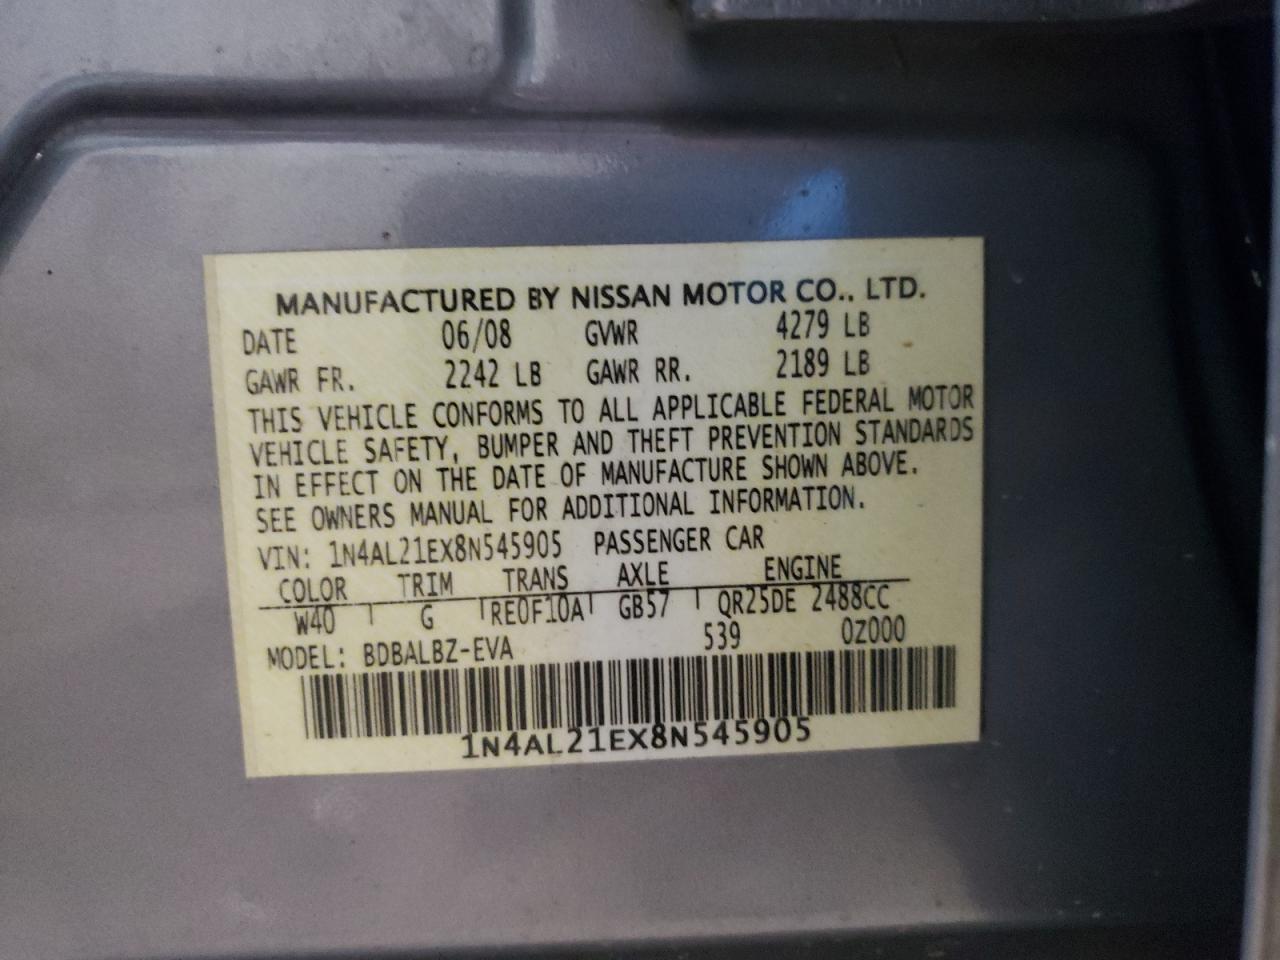 MANUFACTURED BY NISSAN MOTOR CO., LTD.
DATE 06/08 GVWR 4279 LB
GAWR FR. 2242 LB GAWR RR. 2189 LB
THIS VEHICLE CONFORMS TO ALL APPLICABLE FEDERAL MOTOR
VEHICLE SAFETY, BUMPER AND THEFT PREVENTION STANDARDS
IN EFFECT ON THE DATE OF MANUFACTURE SHOWN ABOVE.
SEE OWNERS MANUAL FOR ADDITIONAL INFORMATION.
VIN: 1N4AL21EX8N545905 PASSENGER CAR
COLOR TRIM TRANS AXLE ENGINE
W40 G RE0F10A GB57 QR25DE 2488CC
MODEL: BDBALBZ-EVA 539 0Z000
1N4AL21EX8N545905